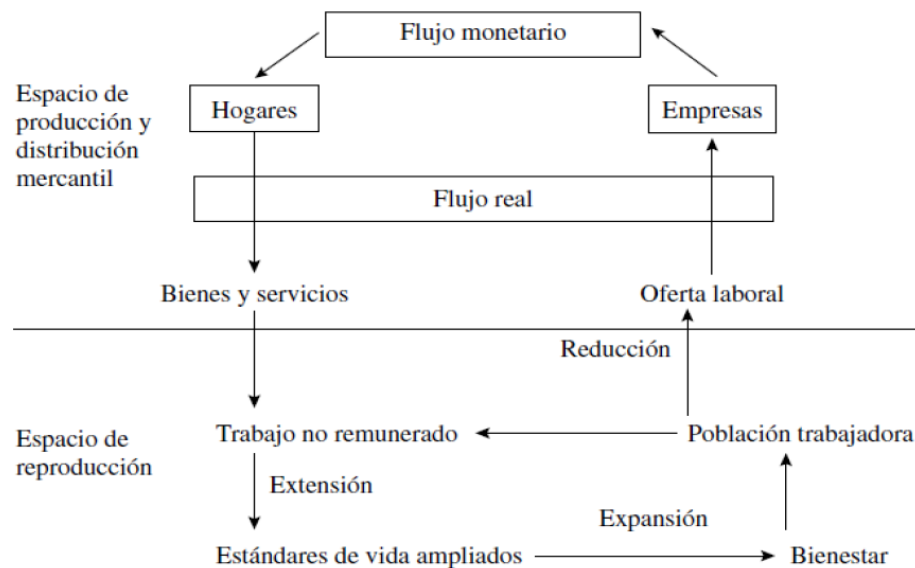 Flujo monetario
Espacio de
producción y
distribución
mercantil
Hogares
Empresas
Flujo real
Bienes y servicios
Oferta laboral
Reducción
Espacio de
reproducción
Trabajo no remunerado
Población trabajadora
Extensión
Expansión
Estándares de vida ampliados
Bienestar